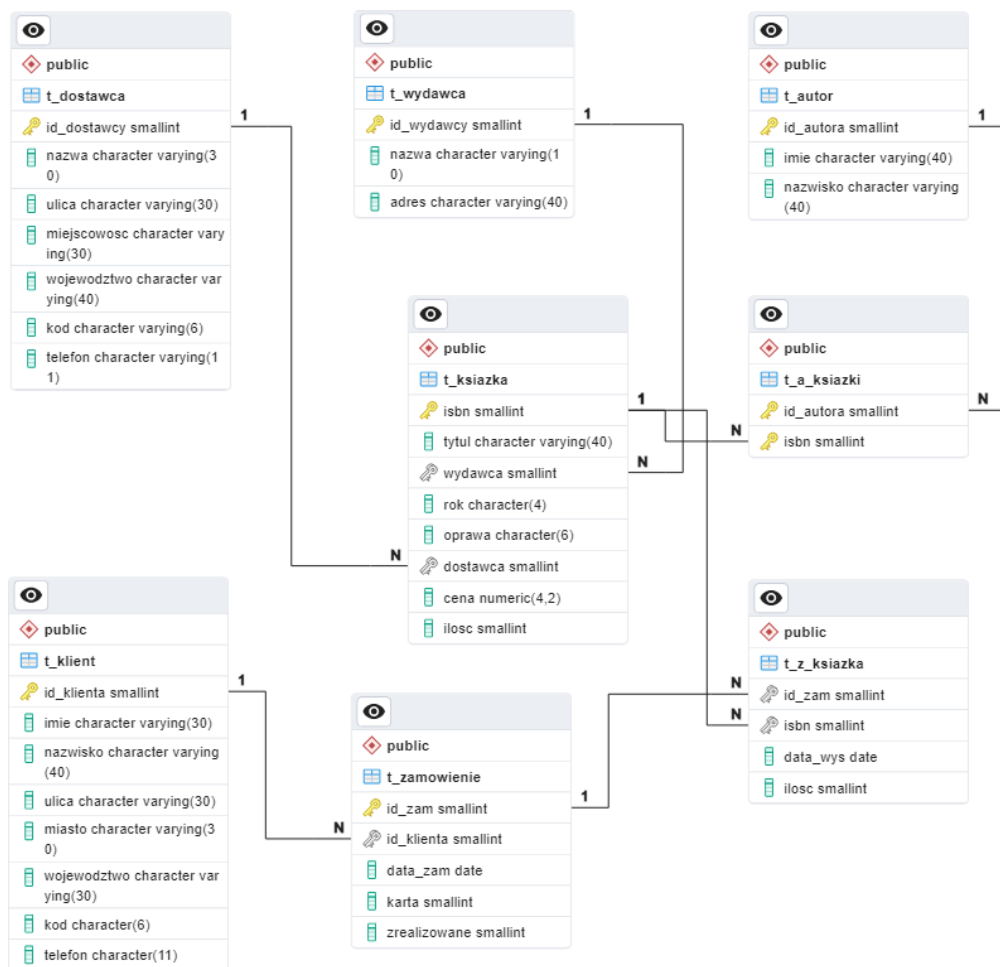 public
t_dostawca
id_dostawcy smallint
nazwa character varying(3
0)
ulica character varying(30)
miejscowosc character vary
ing(30)
wojewodztwo character var
ying(40)
kod character varying(6)
telefon character varying(1
1)
1
N
public
t_wydawca
id_wydawcy smallint
nazwa character varying(1
0)
adres character varying(40)
1
N
public
t_autor
id_autora smallint
imie character varying(40)
nazwisko character varying
(40)
1
public
t_ksiazka
isbn smallint
tytul character varying(40)
wydawca smallint
rok character(4)
oprawa character(6)
dostawca smallint
cena numeric(4,2)
ilosc smallint
1
N
public
t_a_ksiazki
id_autora smallint
isbn smallint
N
public
t_klient
id_klienta smallint
imie character varying(30)
nazwisko character varying
(40)
ulica character varying(30)
miasto character varying(3
0)
wojewodztwo character var
ying(30)
kod character(6)
telefon character(11)
1
N
public
t_zamowienie
id_zam smallint
id_klienta smallint
data_zam date
karta smallint
zrealizowane smallint
1
N
N
public
t_z_ksiazka
id_zam smallint
isbn smallint
data_wys date
ilosc smallint